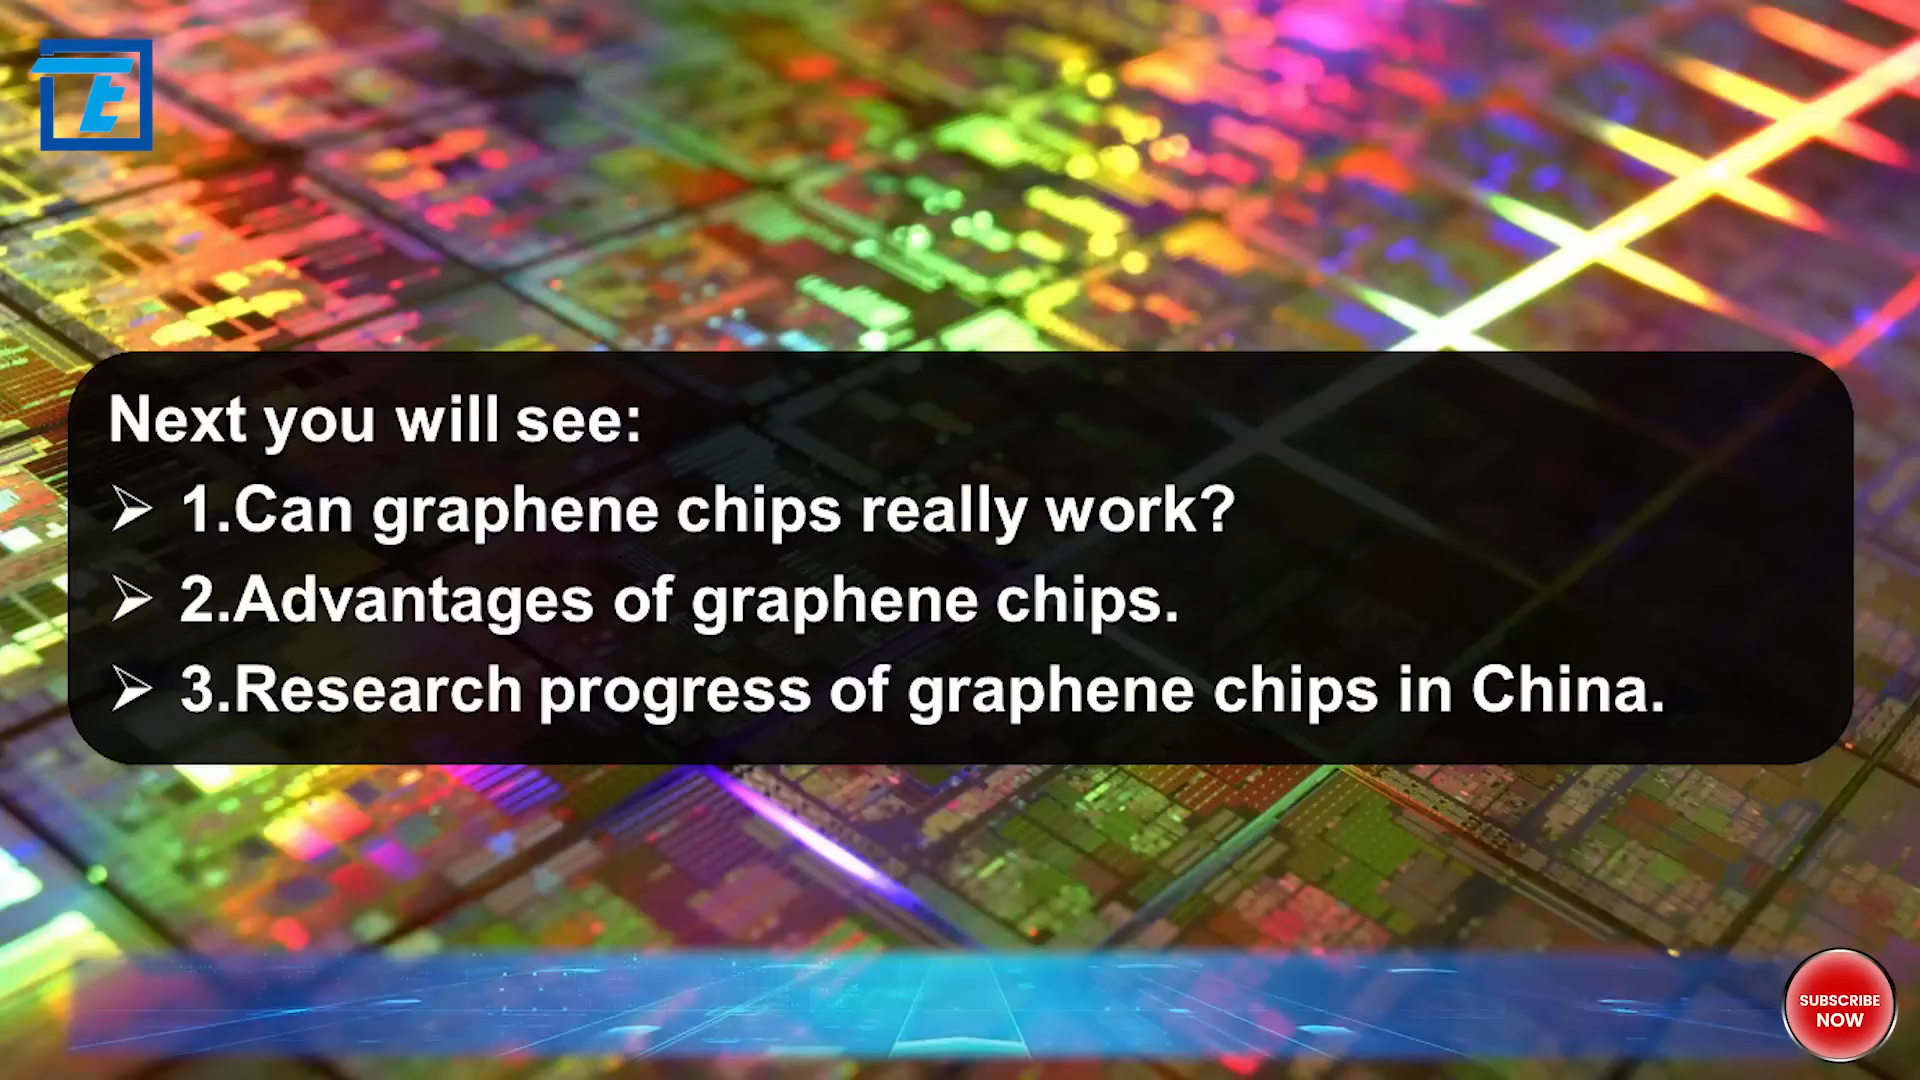 TE
Next you will see:
➢ 1.Can graphene chips really work?
➢ 2.Advantages of graphene chips.
➢ 3.Research progress of graphene chips in China.
SUBSCRIBE
NOW